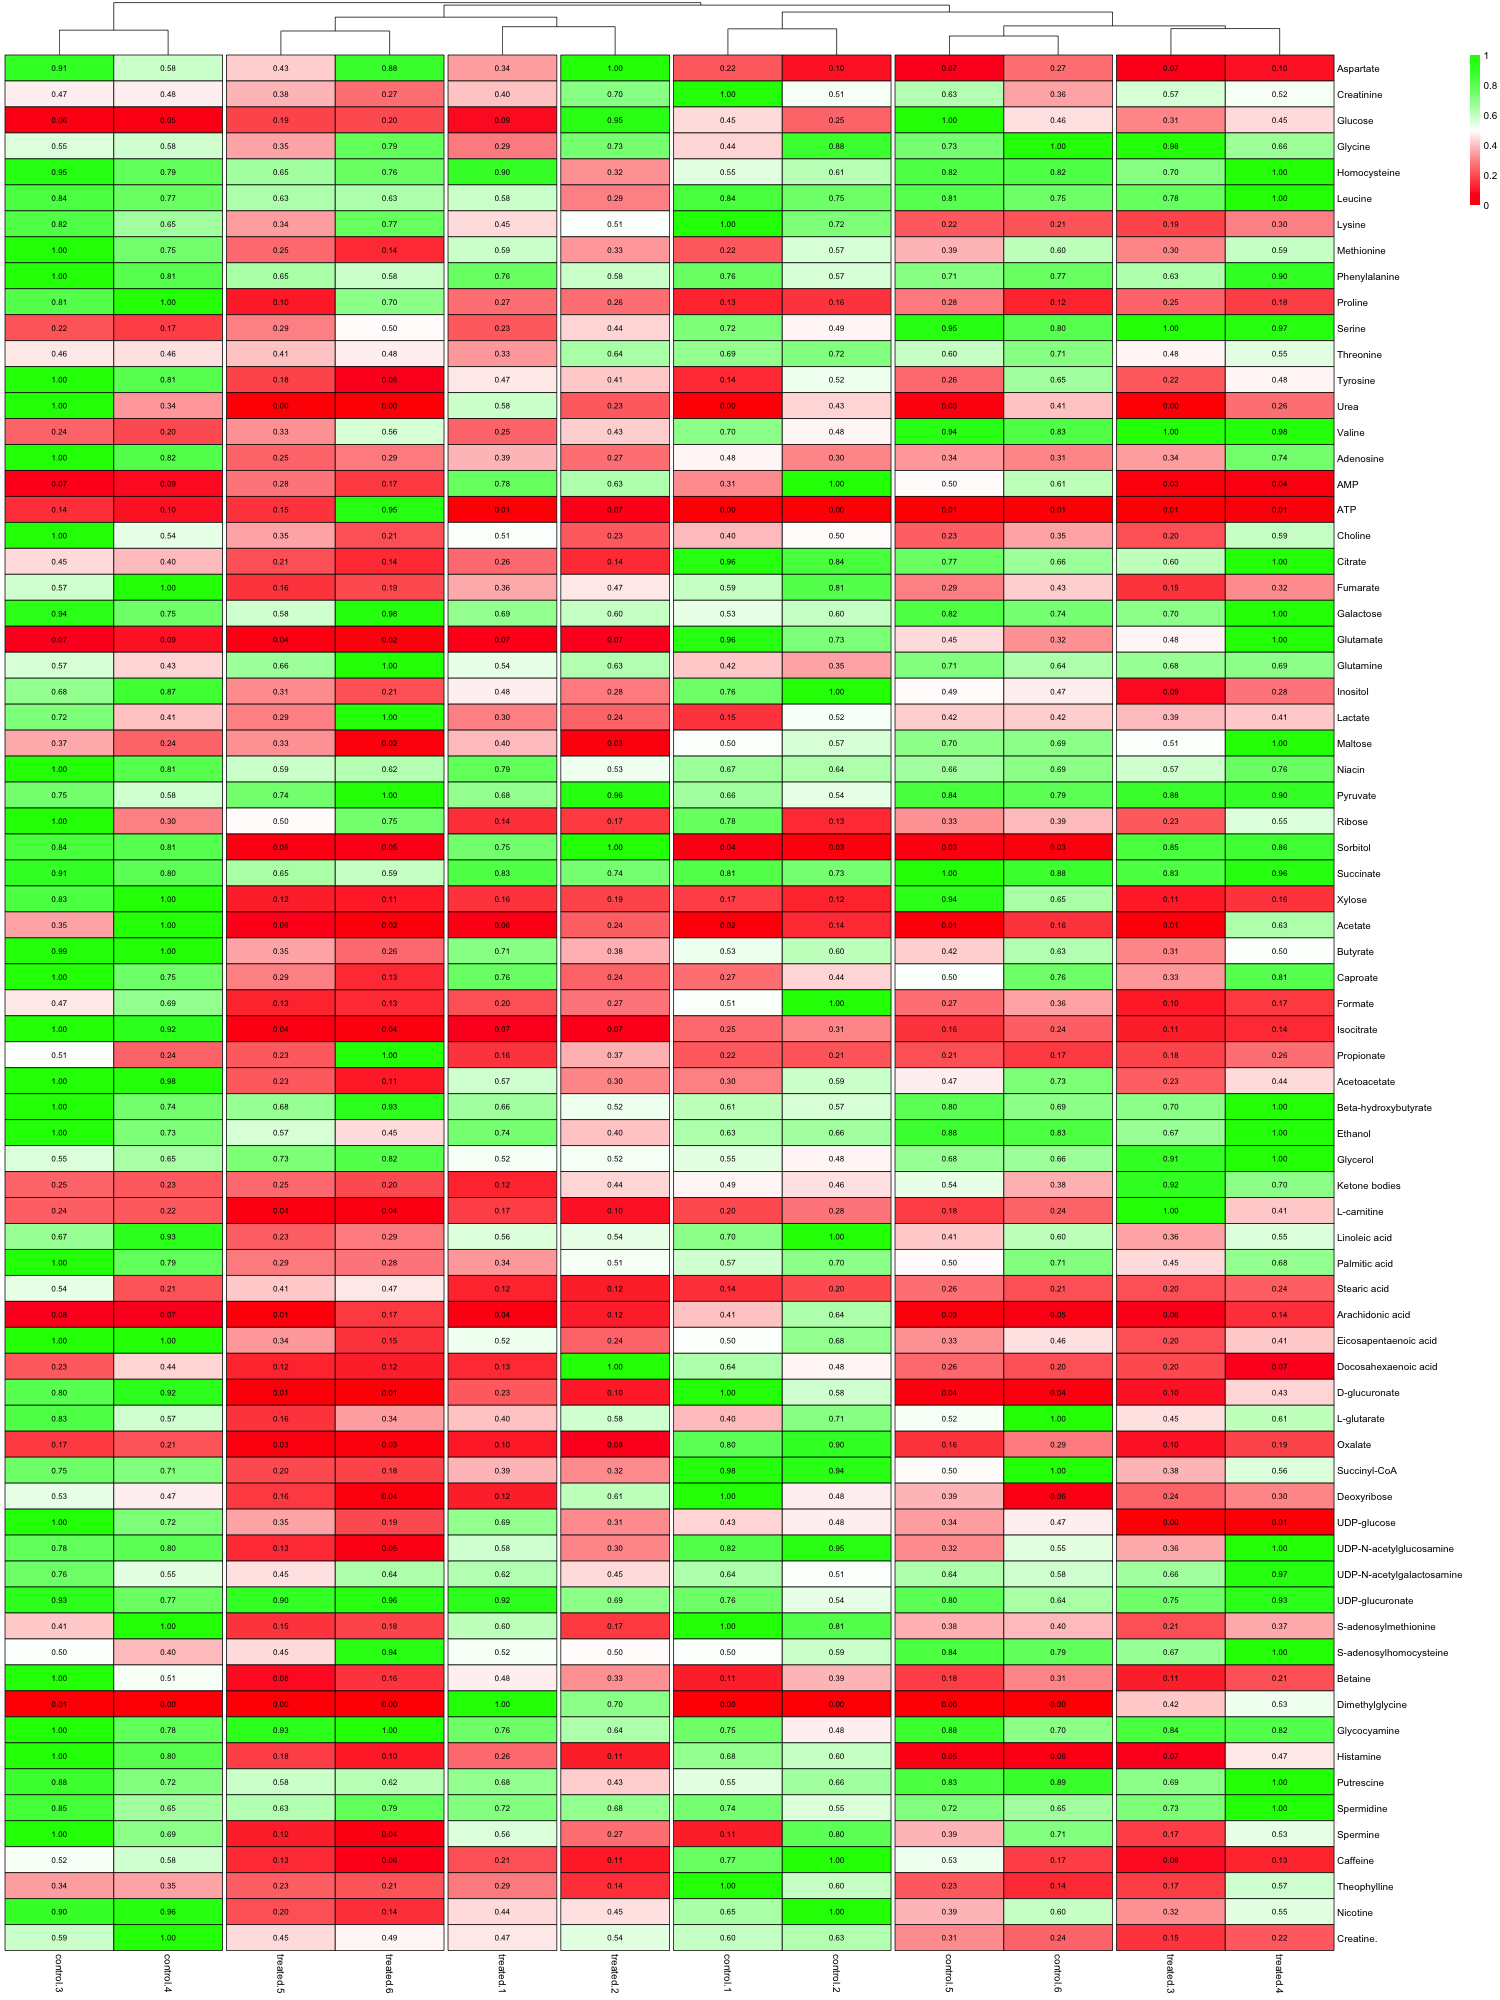 0.91 0.58 0.43 0.88 0.34 1.00 0.22 0.10 0.07 0.27 0.07 0.10 Aspartate
0.47 0.48 0.38 0.27 0.40 0.70 1.00 0.51 0.63 0.36 0.57 0.52 Creatinine
0.06 0.05 0.19 0.20 0.09 0.95 0.45 0.25 1.00 0.46 0.31 0.45 Glucose
0.55 0.58 0.35 0.79 0.29 0.73 0.44 0.88 0.73 1.00 0.98 0.66 Glycine
0.95 0.79 0.65 0.76 0.90 0.32 0.55 0.61 0.82 0.82 0.70 1.00 Homocysteine
0.84 0.77 0.63 0.63 0.58 0.29 0.84 0.75 0.81 0.75 0.78 1.00 Leucine
0.82 0.65 0.34 0.77 0.45 0.51 1.00 0.72 0.22 0.21 0.19 0.30 Lysine
1.00 0.75 0.25 0.14 0.59 0.33 0.22 0.57 0.39 0.60 0.30 0.59 Methionine
1.00 0.81 0.65 0.58 0.76 0.58 0.76 0.57 0.71 0.77 0.63 0.90 Phenylalanine
0.81 1.00 0.10 0.70 0.27 0.26 0.13 0.16 0.28 0.12 0.25 0.18 Proline
0.22 0.17 0.29 0.50 0.23 0.44 0.72 0.49 0.95 0.80 1.00 0.97 Serine
0.46 0.46 0.41 0.48 0.33 0.64 0.69 0.72 0.60 0.71 0.48 0.55 Threonine
1.00 0.81 0.18 0.08 0.47 0.41 0.14 0.52 0.26 0.65 0.22 0.48 Tyrosine
1.00 0.34 0.00 0.00 0.58 0.23 0.00 0.43 0.03 0.41 0.00 0.26 Urea
0.24 0.20 0.33 0.56 0.25 0.43 0.70 0.48 0.94 0.83 1.00 0.98 Valine
1.00 0.82 0.25 0.29 0.39 0.27 0.48 0.30 0.34 0.31 0.34 0.74 Adenosine
0.07 0.09 0.28 0.17 0.78 0.63 0.31 1.00 0.50 0.61 0.03 0.04 AMP
0.14 0.10 0.15 0.95 0.01 0.07 0.00 0.00 0.01 0.01 0.01 0.01 ATP
1.00 0.54 0.35 0.21 0.51 0.23 0.40 0.50 0.23 0.35 0.20 0.59 Choline
0.45 0.40 0.21 0.14 0.26 0.14 0.96 0.84 0.77 0.66 0.60 1.00 Citrate
0.57 1.00 0.16 0.19 0.36 0.47 0.59 0.81 0.29 0.43 0.15 0.32 Fumarate
0.94 0.75 0.58 0.98 0.69 0.60 0.53 0.60 0.82 0.74 0.70 1.00 Galactose
0.07 0.09 0.04 0.02 0.07 0.07 0.96 0.73 0.45 0.32 0.48 1.00 Glutamate
0.57 0.43 0.66 1.00 0.54 0.63 0.42 0.35 0.71 0.64 0.68 0.69 Glutamine
0.68 0.87 0.31 0.21 0.48 0.28 0.76 1.00 0.49 0.47 0.09 0.28 Inositol
0.72 0.41 0.29 1.00 0.30 0.24 0.15 0.52 0.42 0.42 0.39 0.41 Lactate
0.37 0.24 0.33 0.02 0.40 0.03 0.50 0.57 0.70 0.69 0.51 1.00 Maltose
1.00 0.81 0.59 0.62 0.79 0.53 0.67 0.64 0.66 0.69 0.57 0.76 Niacin
0.75 0.58 0.74 1.00 0.68 0.96 0.66 0.54 0.84 0.79 0.88 0.90 Pyruvate
1.00 0.30 0.50 0.75 0.14 0.17 0.78 0.13 0.33 0.39 0.23 0.55 Ribose
0.84 0.81 0.05 0.05 0.75 1.00 0.04 0.03 0.03 0.03 0.85 0.86 Sorbitol
0.91 0.80 0.65 0.59 0.83 0.74 0.81 0.73 1.00 0.88 0.83 0.96 Succinate
0.83 1.00 0.12 0.11 0.16 0.19 0.17 0.12 0.94 0.65 0.11 0.16 Xylose
0.35 1.00 0.06 0.02 0.06 0.24 0.02 0.14 0.01 0.16 0.01 0.63 Acetate
0.99 1.00 0.35 0.26 0.71 0.38 0.53 0.60 0.42 0.63 0.31 0.50 Butyrate
1.00 0.75 0.29 0.13 0.76 0.24 0.27 0.44 0.50 0.76 0.33 0.81 Caproate
0.47 0.69 0.13 0.13 0.20 0.27 0.51 1.00 0.27 0.36 0.10 0.17 Formate
1.00 0.92 0.04 0.04 0.07 0.07 0.25 0.31 0.16 0.24 0.11 0.14 Isocitrate
0.51 0.24 0.23 1.00 0.16 0.37 0.22 0.21 0.21 0.17 0.18 0.26 Propionate
1.00 0.98 0.23 0.11 0.57 0.30 0.30 0.59 0.47 0.73 0.23 0.44 Acetoacetate
1.00 0.74 0.68 0.93 0.66 0.52 0.61 0.57 0.80 0.69 0.70 1.00 Beta-hydroxybutyrate
1.00 0.73 0.57 0.45 0.74 0.40 0.63 0.66 0.88 0.83 0.67 1.00 Ethanol
0.55 0.65 0.73 0.82 0.52 0.52 0.55 0.48 0.68 0.66 0.91 1.00 Glycerol
0.25 0.23 0.25 0.20 0.12 0.44 0.49 0.46 0.54 0.38 0.92 0.70 Ketone bodies
0.24 0.22 0.04 0.04 0.17 0.10 0.20 0.28 0.18 0.24 1.00 0.41 L-carnitine
0.67 0.93 0.23 0.29 0.56 0.54 0.70 1.00 0.41 0.60 0.36 0.55 Linoleic acid
1.00 0.79 0.29 0.28 0.34 0.51 0.57 0.70 0.50 0.71 0.45 0.68 Palmitic acid
0.54 0.21 0.41 0.47 0.12 0.12 0.14 0.20 0.26 0.21 0.20 0.24 Stearic acid
0.08 0.07 0.01 0.17 0.04 0.12 0.41 0.64 0.03 0.05 0.06 0.14 Arachidonic acid
1.00 1.00 0.34 0.15 0.52 0.24 0.50 0.68 0.33 0.46 0.20 0.41 Eicosapentaenoic acid
0.23 0.44 0.12 0.12 0.13 1.00 0.64 0.48 0.26 0.20 0.20 0.07 Docosahexaenoic acid
0.80 0.92 0.01 0.01 0.23 0.10 1.00 0.58 0.04 0.04 0.10 0.43 D-glucuronate
0.83 0.57 0.16 0.34 0.40 0.58 0.40 0.71 0.52 1.00 0.45 0.61 L-glutarate
0.17 0.21 0.03 0.03 0.10 0.08 0.80 0.90 0.16 0.29 0.10 0.19 Oxalate
0.75 0.71 0.20 0.18 0.39 0.32 0.98 0.94 0.50 1.00 0.38 0.56 Succinyl-CoA
0.53 0.47 0.16 0.04 0.12 0.61 1.00 0.48 0.39 0.06 0.24 0.30 Deoxyribose
1.00 0.72 0.35 0.19 0.69 0.31 0.43 0.48 0.34 0.47 0.00 0.01 UDP-glucose
0.78 0.80 0.13 0.05 0.58 0.30 0.82 0.95 0.32 0.55 0.36 1.00 UDP-N-acetylglucosamine
0.76 0.55 0.45 0.64 0.62 0.45 0.64 0.51 0.64 0.58 0.66 0.97 UDP-N-acetylgalactosamine
0.93 0.77 0.90 0.96 0.92 0.69 0.76 0.54 0.80 0.64 0.75 0.93 UDP-glucuronate
0.41 1.00 0.15 0.18 0.60 0.17 1.00 0.81 0.38 0.40 0.21 0.37 S-adenosylmethionine
0.50 0.40 0.45 0.94 0.52 0.50 0.50 0.59 0.84 0.79 0.67 1.00 S-adenosylhomocysteine
1.00 0.51 0.08 0.16 0.48 0.33 0.11 0.39 0.18 0.31 0.11 0.21 Betaine
0.01 0.00 0.00 0.00 1.00 0.70 0.00 0.00 0.00 0.00 0.42 0.53 Dimethylglycine
1.00 0.78 0.93 1.00 0.76 0.64 0.75 0.48 0.88 0.70 0.84 0.82 Glycocyamine
1.00 0.80 0.18 0.10 0.26 0.11 0.68 0.60 0.05 0.06 0.07 0.47 Histamine
0.88 0.72 0.58 0.62 0.68 0.43 0.55 0.66 0.83 0.89 0.69 1.00 Putrescine
0.85 0.65 0.63 0.79 0.72 0.68 0.74 0.55 0.72 0.65 0.73 1.00 Spermidine
1.00 0.69 0.12 0.04 0.56 0.27 0.11 0.80 0.39 0.71 0.17 0.53 Spermine
0.52 0.58 0.13 0.06 0.21 0.11 0.77 1.00 0.53 0.17 0.08 0.13 Caffeine
0.34 0.35 0.23 0.21 0.29 0.14 1.00 0.60 0.23 0.14 0.17 0.57 Theophylline
0.90 0.96 0.20 0.14 0.44 0.45 0.65 1.00 0.39 0.60 0.32 0.55 Nicotine
0.59 1.00 0.45 0.49 0.47 0.54 0.60 0.63 0.31 0.24 0.15 0.22 Creatine.
control.3 control.4 treated.5 treated.6 treated.1 treated.2 control.1 control.2 control.5 control.6 treated.3 treated.4
1
0.8
0.6
0.4
0.2
0